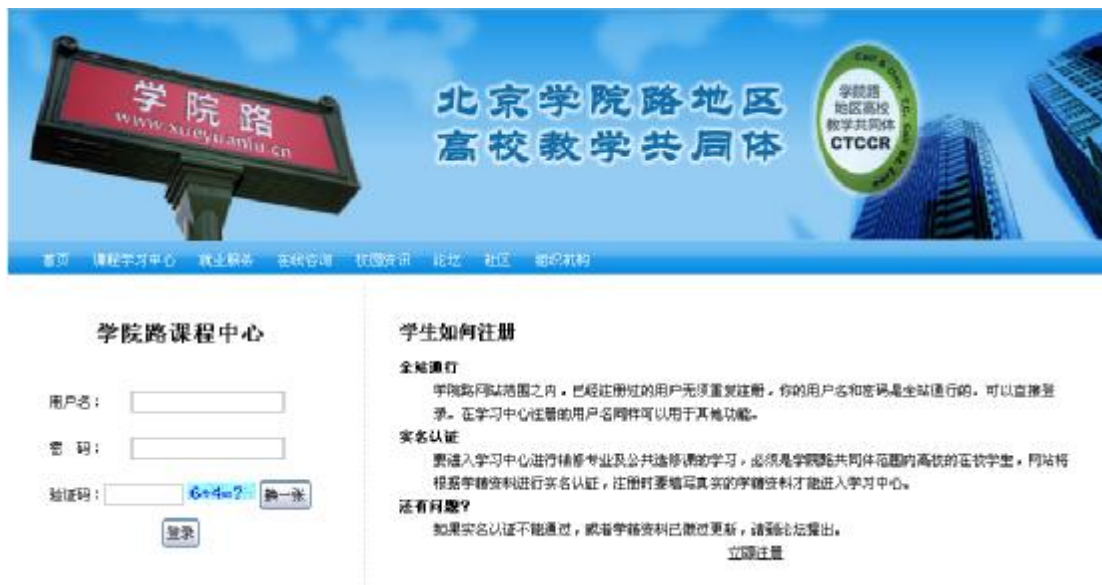 学院路
www.xueyuanlu.cn
北京学院路地区
高校教学共同体
学院路
地区高校
教学共同体
CTCCR
首页 课程学习中心 就业服务 在线咨询 校园资讯 论坛 社区 组织机构
学院路课程中心
用户名：
密 码：
验证码： 6+4=? 换一张
登录
学生如何注册
全站通行
学院路网站范围之内，已经注册过的用户无须重复注册，你的用户名和密码是全站通行的，可以直接登
录。在学习中心注册的用户名同样可以用于其他功能。
实名认证
要进入学习中心进行辅修专业及公共选修课的学习，必须是学院路共同体范围内高校的在校学生，网站将
根据学籍资料进行实名认证，注册时要填写真实的学籍资料才能进入学习中心。
还有问题?
如果实名认证不能通过，或者学籍资料已做过更新，请到论坛提出。
立即注册